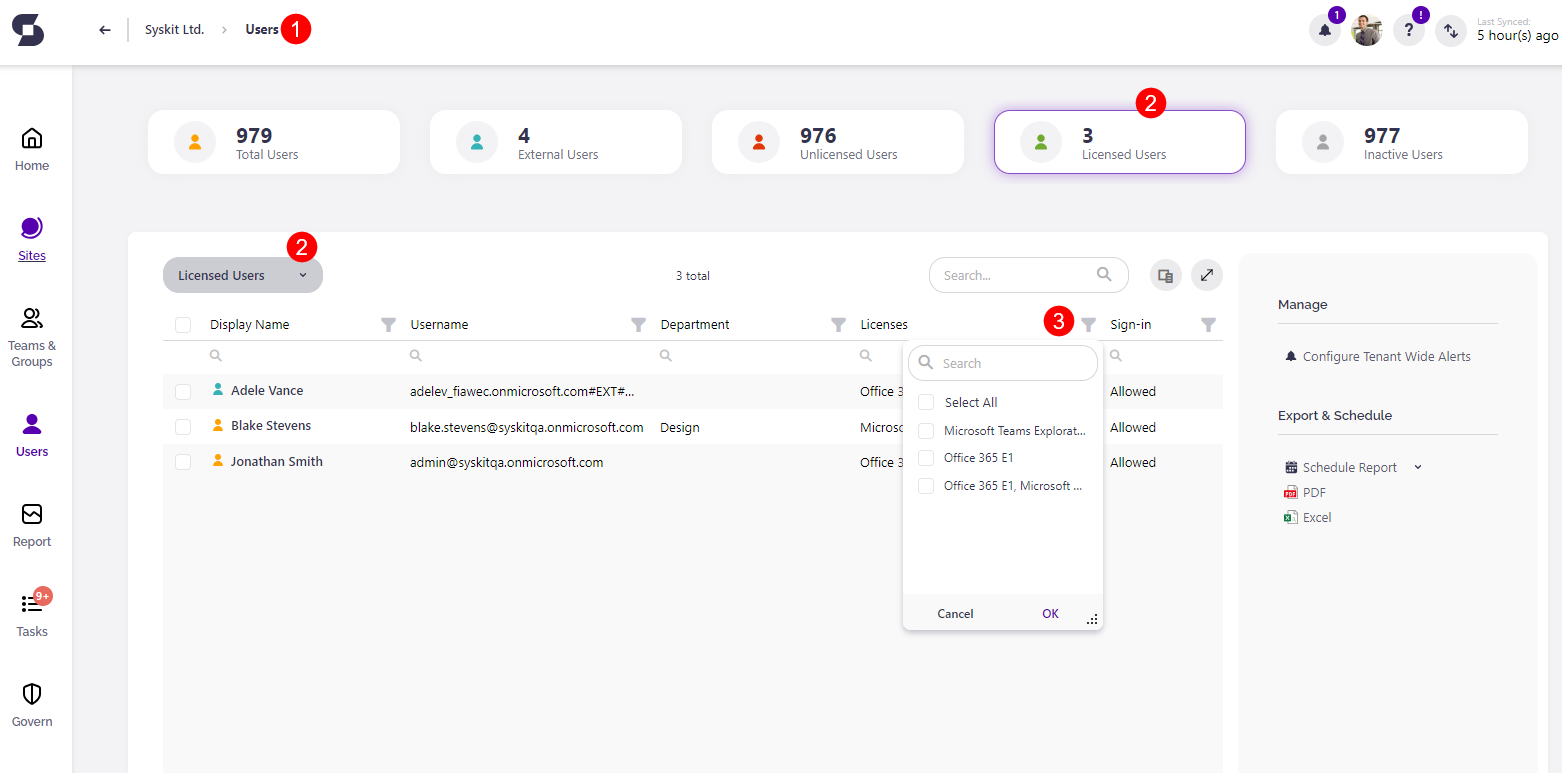 Syskit Ltd.
Users
1
1
!
?
Last Synced:
5 hour(s) ago
Home
Sites
Teams &
Groups
Users
Report
9+
Tasks
Govern
979
Total Users
4
External Users
976
Unlicensed Users
2
3
Licensed Users
977
Inactive Users
2
Licensed Users
3 total
Search...
Display Name
Username
Department
Licenses
3
Sign-in
Adele Vance
adelev_fiawec.onmicrosoft.com#EXT#...
Office 3
Allowed
Blake Stevens
blake.stevens@syskitqa.onmicrosoft.com
Design
Microso
Allowed
Jonathan Smith
admin@syskitqa.onmicrosoft.com
Office 3
Allowed
Search
Select All
Microsoft Teams Explorat...
Office 365 E1
Office 365 E1, Microsoft ...
Cancel
OK
Manage
Configure Tenant Wide Alerts
Export & Schedule
Schedule Report
PDF
PDF
Excel